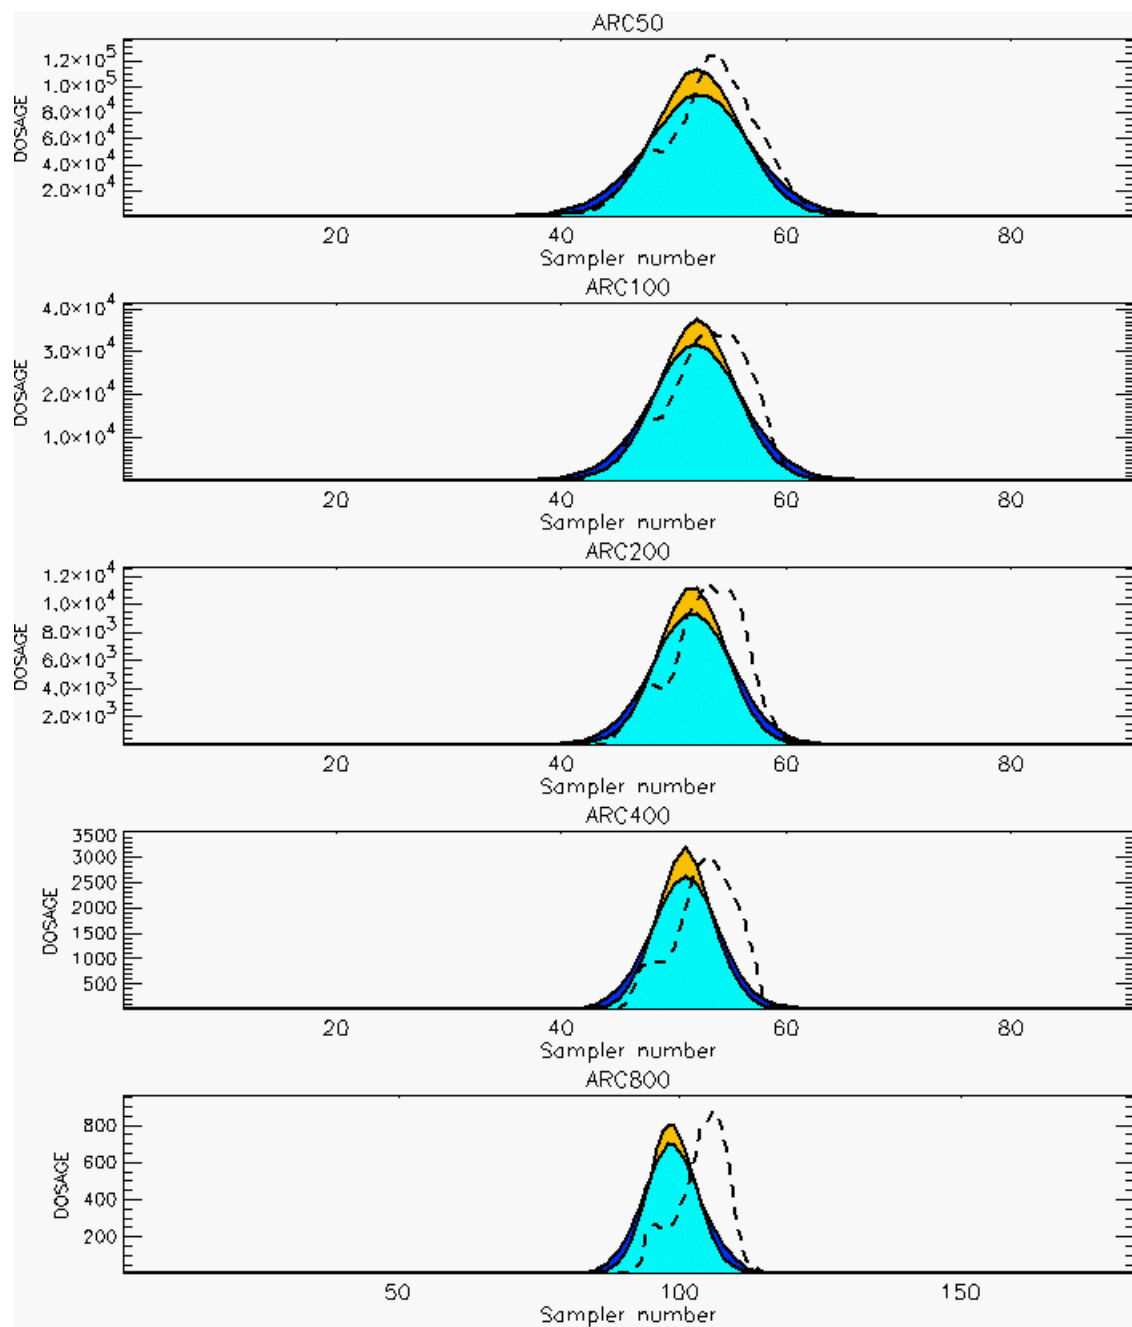 ARC50
1.2×10⁵
1.0×10⁵
8.0×10⁴
6.0×10⁴
4.0×10⁴
2.0×10⁴
DOSAGE
20 40 60 80
Sampler number
ARC100
4.0×10⁴
3.0×10⁴
2.0×10⁴
1.0×10⁴
DOSAGE
20 40 60 80
Sampler number
ARC200
1.2×10⁴
1.0×10⁴
8.0×10³
6.0×10³
4.0×10³
2.0×10³
DOSAGE
20 40 60 80
Sampler number
ARC400
3500
3000
2500
2000
1500
1000
500
DOSAGE
20 40 60 80
Sampler number
ARC800
800
600
400
200
DOSAGE
50 100 150
Sampler number